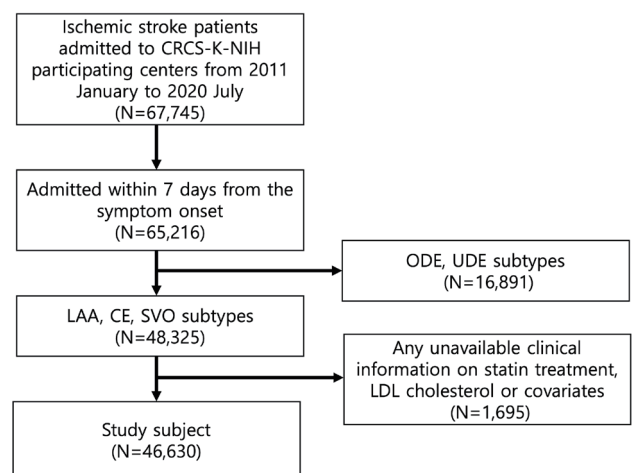 Ischemic stroke patients
admitted to CRCS-K-NIH
participating centers from 2011
January to 2020 July
(N=67,745)
Admitted within 7 days from the
symptom onset
(N=65,216)
ODE, UDE subtypes
(N=16,891)
LAA, CE, SVO subtypes
(N=48,325)
Any unavailable clinical
information on statin treatment,
LDL cholesterol or covariates
(N=1,695)
Study subject
(N=46,630)